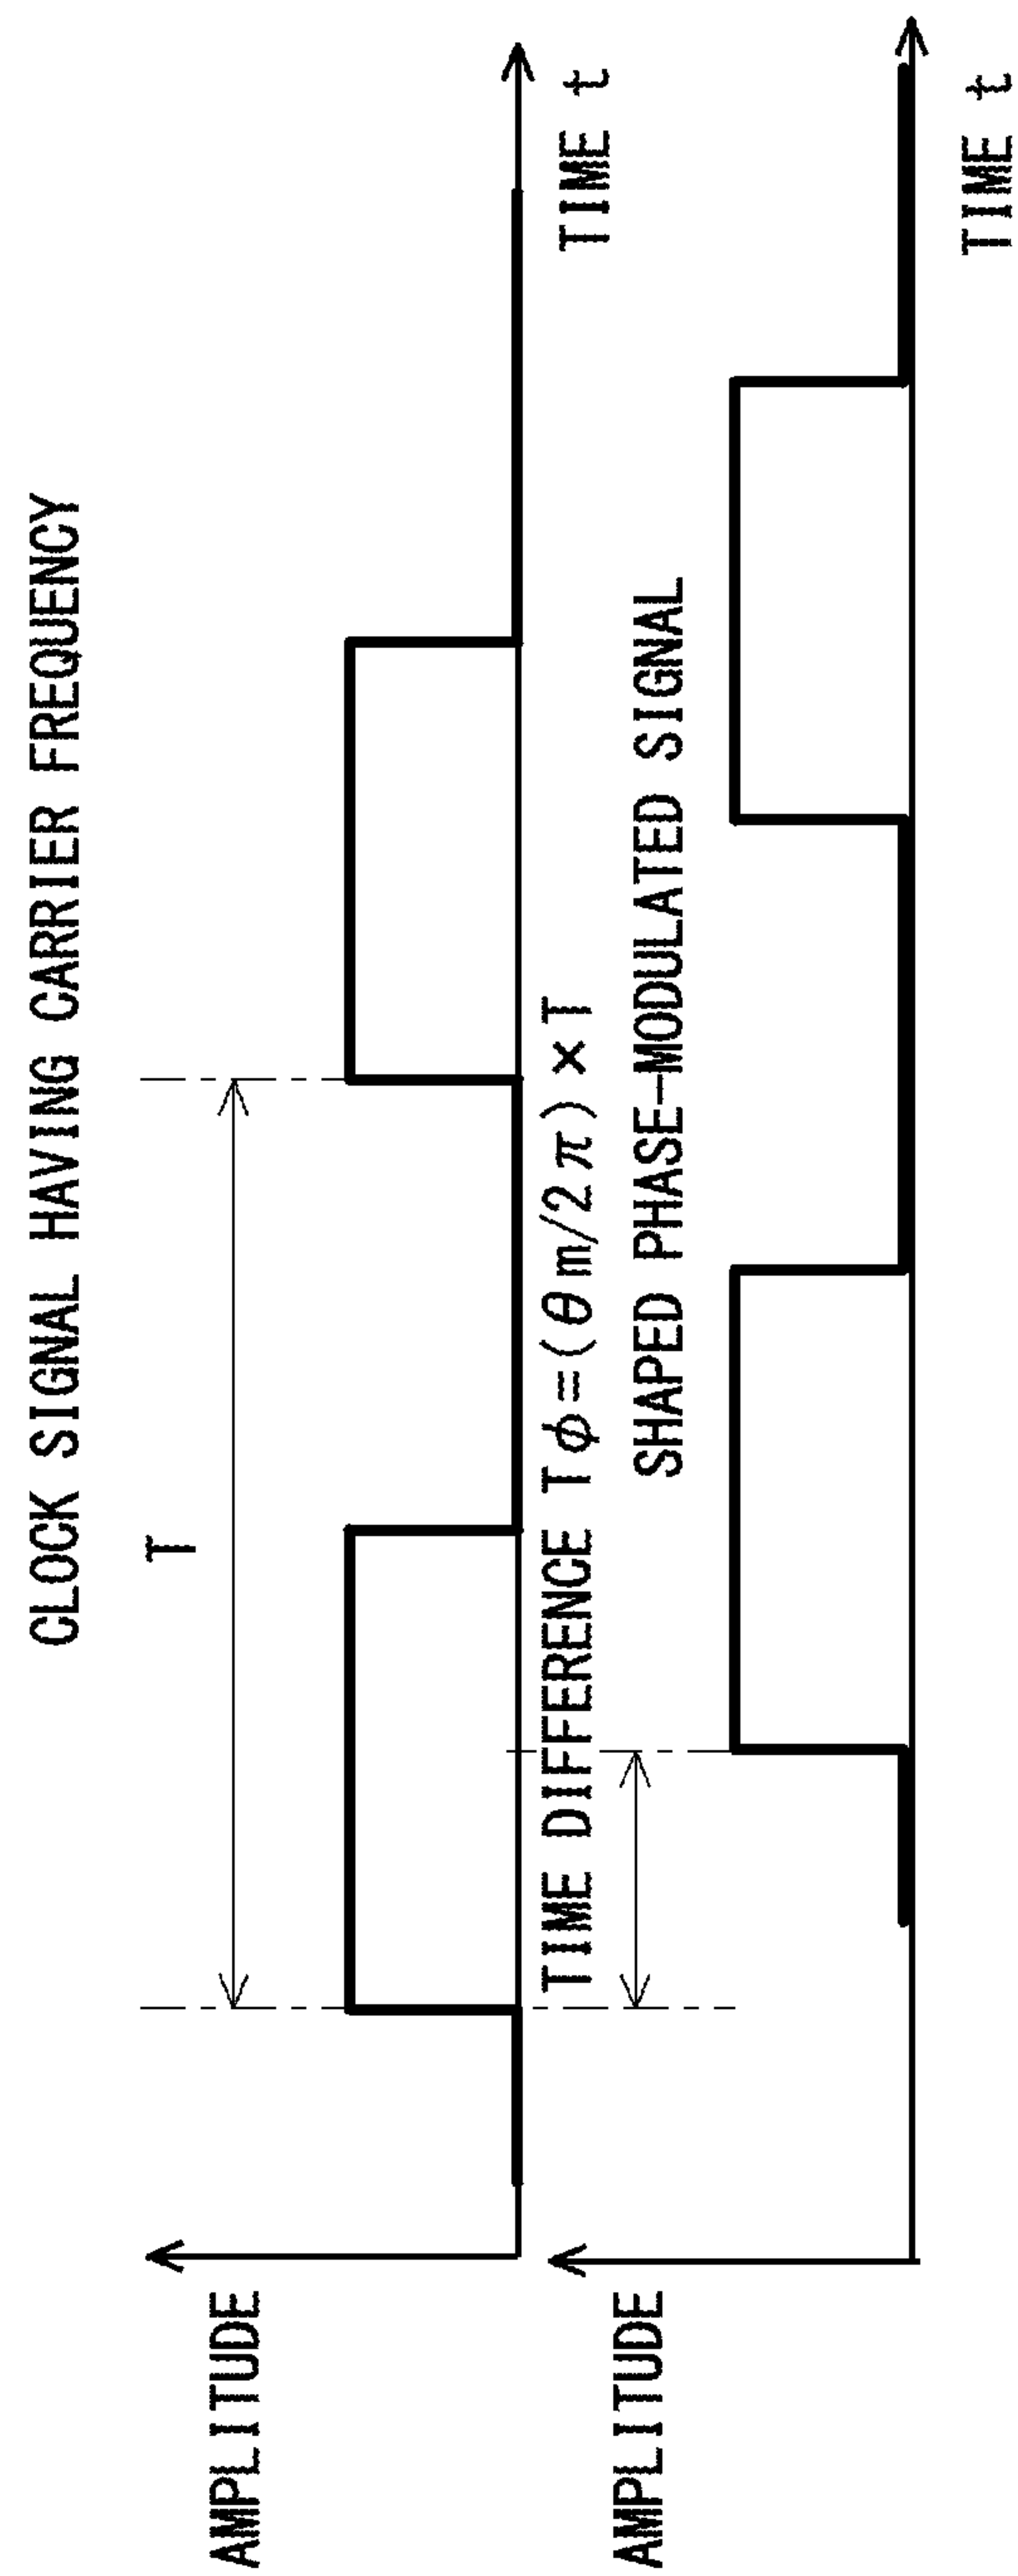 CLOCK SIGNAL HAVING CARRIER FREQUENCY
AMPLITUDE
T
TIME t
TIME DIFFERENCE Tϕ=(θm/2π)×T
SHAPED PHASE-MODULATED SIGNAL
AMPLITUDE
TIME t